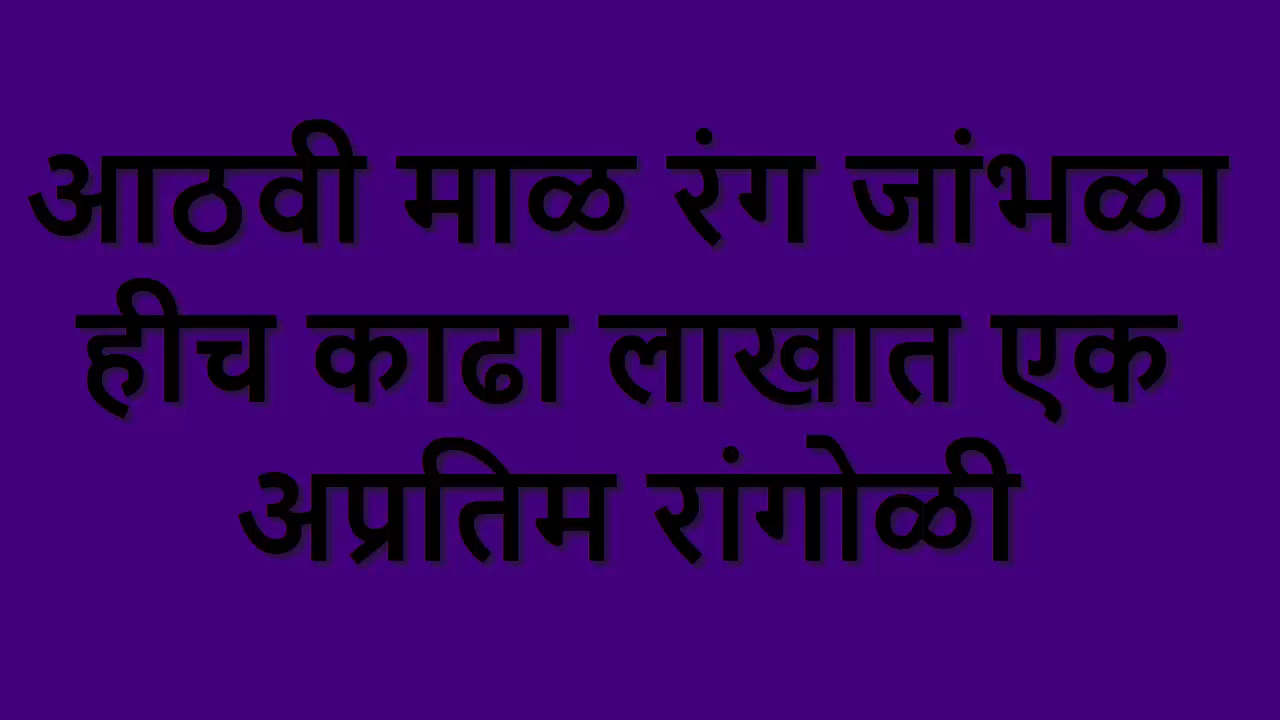 आठवी माळ रंग जांभळा
हीच काढा लाखात एक
अप्रतिम रांगोळी